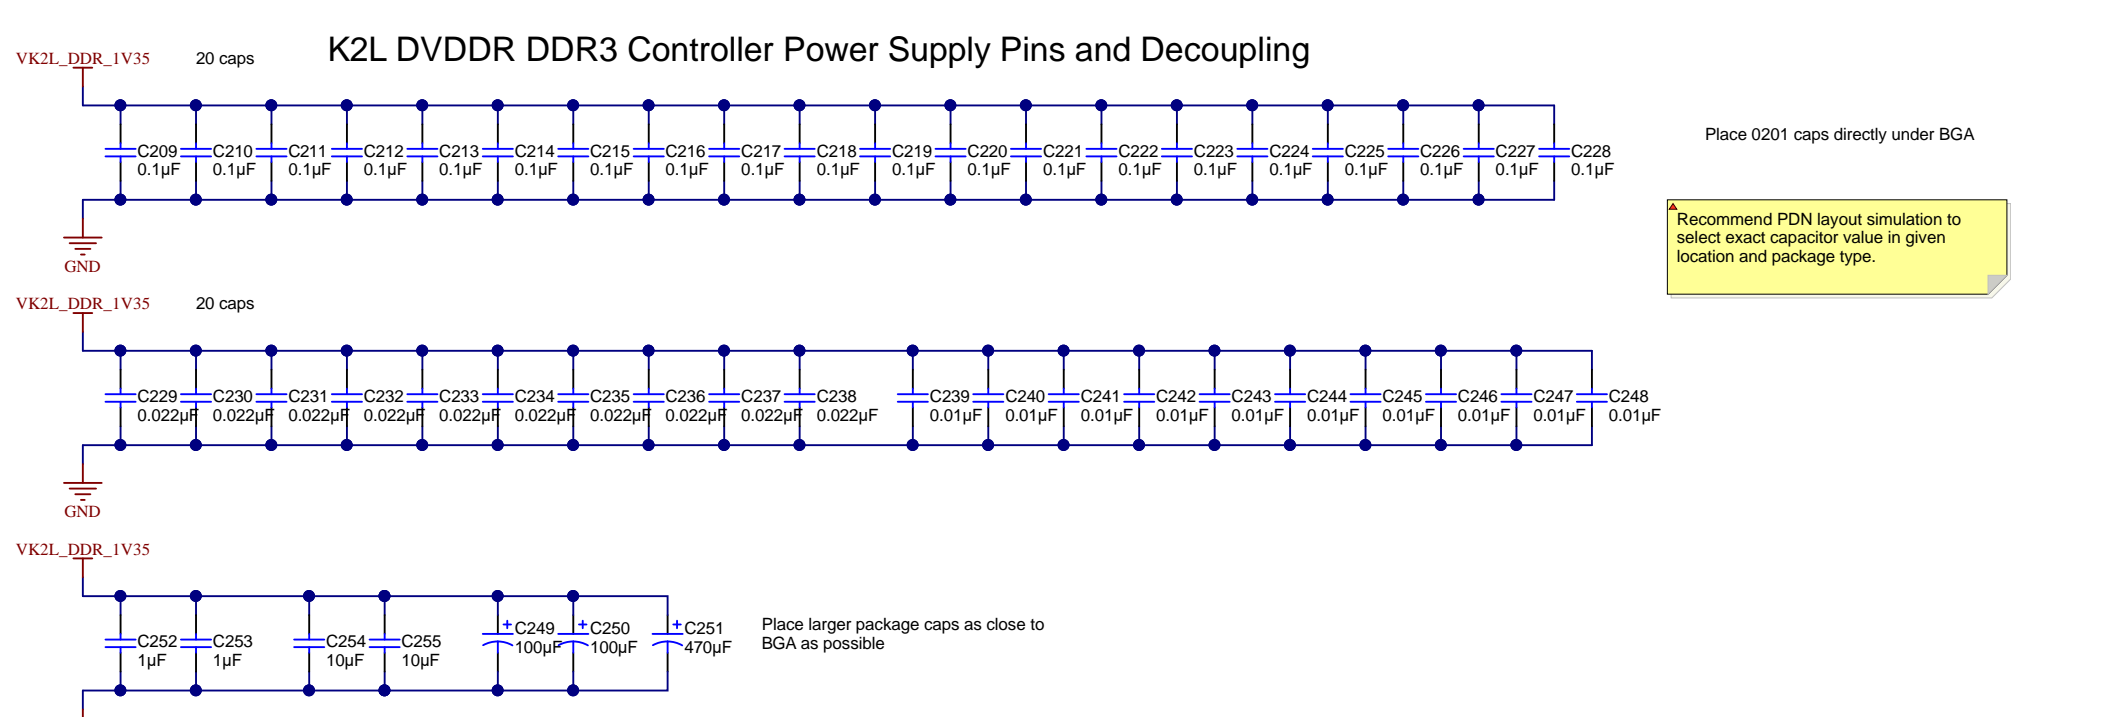 K2L DVDDR DDR3 Controller Power Supply Pins and Decoupling
VK2L_DDR_1V35 20 caps
C209 C210 C211 C212 C213 C214 C215 C216 C217 C218 C219 C220 C221 C222 C223 C224 C225 C226 C227 C228
0.1µF 0.1µF 0.1µF 0.1µF 0.1µF 0.1µF 0.1µF 0.1µF 0.1µF 0.1µF 0.1µF 0.1µF 0.1µF 0.1µF 0.1µF 0.1µF 0.1µF 0.1µF 0.1µF 0.1µF
GND
Place 0201 caps directly under BGA
Recommend PDN layout simulation to
select exact capacitor value in given
location and package type.
VK2L_DDR_1V35 20 caps
C229 C230 C231 C232 C233 C234 C235 C236 C237 C238 C239 C240 C241 C242 C243 C244 C245 C246 C247 C248
0.022µF 0.022µF 0.022µF 0.022µF 0.022µF 0.022µF 0.022µF 0.022µF 0.022µF 0.022µF 0.01µF 0.01µF 0.01µF 0.01µF 0.01µF 0.01µF 0.01µF 0.01µF 0.01µF 0.01µF
GND
VK2L_DDR_1V35
C252 C253 C254 C255 C249 C250 C251
1µF 1µF 10µF 10µF 100µF 100µF 470µF
Place larger package caps as close to
BGA as possible